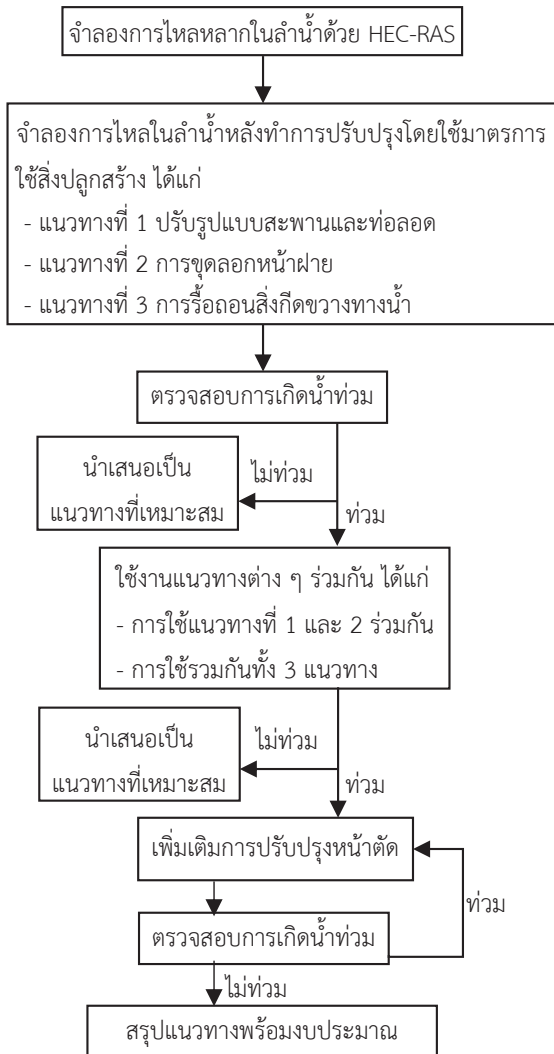 จำลองการไหลหลากในลำน้ำด้วย HEC-RAS
จำลองการไหลในลำน้ำหลังทำการปรับปรุงโดยใช้มาตรการ
ใช้สิ่งปลูกสร้าง ได้แก่
- แนวทางที่ 1 ปรับรูปแบบสะพานและท่อลอด
- แนวทางที่ 2 การขุดลอกหน้าฝาย
- แนวทางที่ 3 การรื้อถอนสิ่งกีดขวางทางน้ำ
ตรวจสอบการเกิดน้ำท่วม
นำเสนอเป็น
แนวทางที่เหมาะสม
ไม่ท่วม
ท่วม
ใช้งานแนวทางต่าง ๆ ร่วมกัน ได้แก่
- การใช้แนวทางที่ 1 และ 2 ร่วมกัน
- การใช้รวมกันทั้ง 3 แนวทาง
นำเสนอเป็น
แนวทางที่เหมาะสม
ไม่ท่วม
ท่วม
เพิ่มเติมการปรับปรุงหน้าตัด
ท่วม
ตรวจสอบการเกิดน้ำท่วม
ไม่ท่วม
สรุปแนวทางพร้อมงบประมาณ